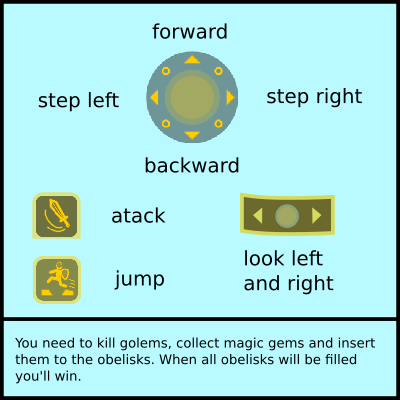 forward
step left
step right
backward
atack
jump
look left
and right
You need to kill golems, collect magic gems and insert
them to the obelisks. When all obelisks will be filled
you'll win.